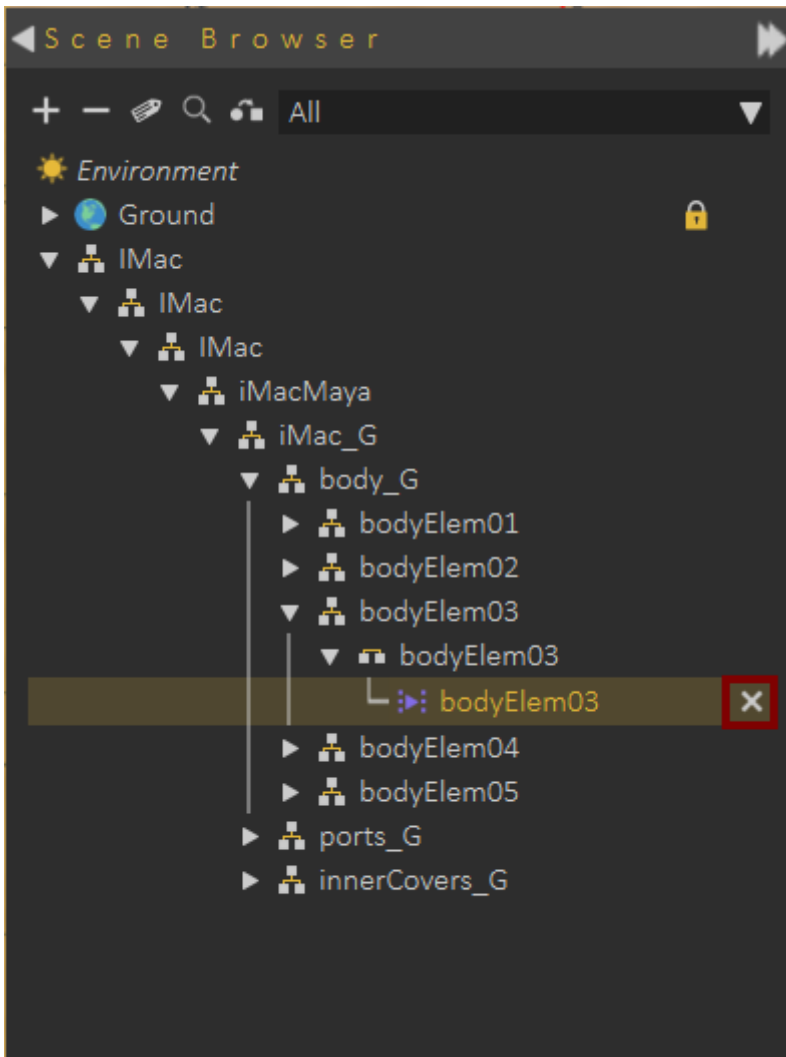 Scene Browser
All
Environment
Ground
IMac
IMac
IMac
iMacMaya
iMac_G
body_G
bodyElem01
bodyElem02
bodyElem03
bodyElem03
bodyElem03
bodyElem04
bodyElem05
ports_G
innerCovers_G